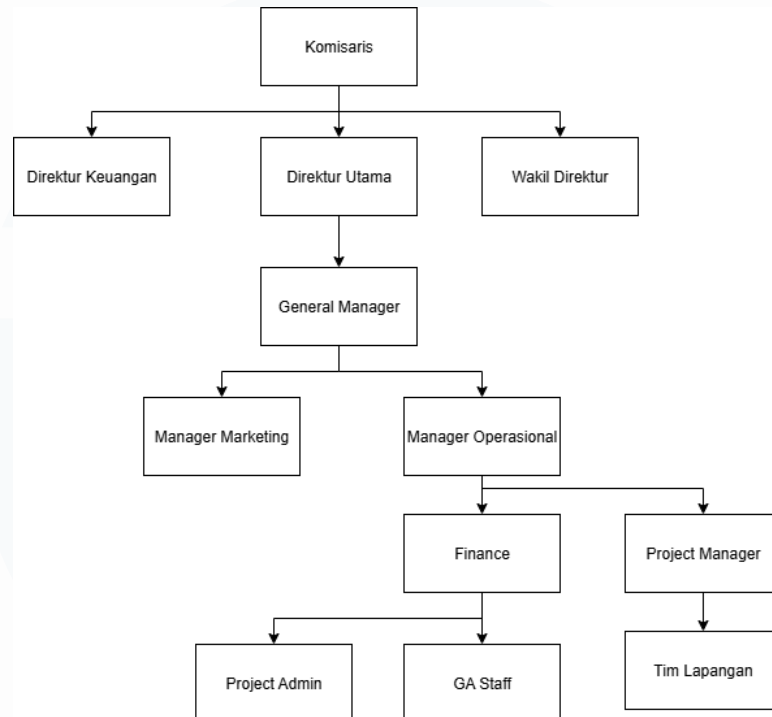 Komisaris
Direktur Keuangan
Direktur Utama
Wakil Direktur
General Manager
Manager Marketing
Manager Operasional
Finance
Project Manager
Project Admin
GA Staff
Tim Lapangan